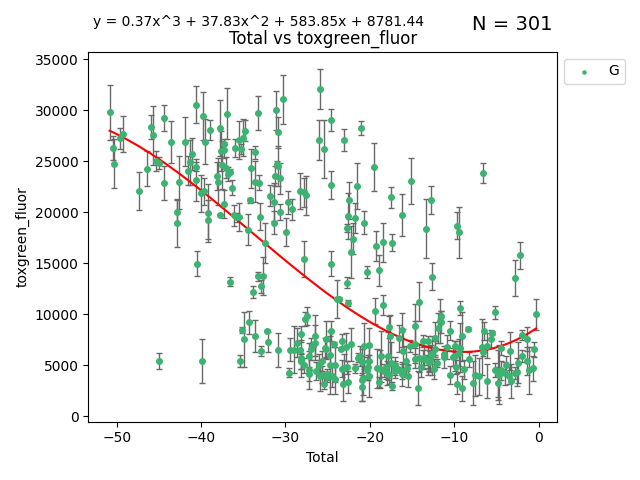 y = 0.37x^3 + 37.83x^2 + 583.85x + 8781.44
N = 301
Total vs toxgreen_fluor
G
35000
30000
25000
20000
15000
10000
5000
0
toxgreen_fluor
−50 −40 −30 −20 −10 0
Total